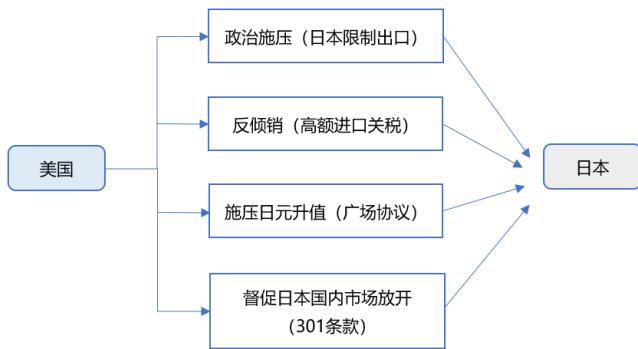 政治施压（日本限制出口）
反倾销（高额进口关税）
美国
日本
施压日元升值（广场协议）
督促日本国内市场放开
（301条款）